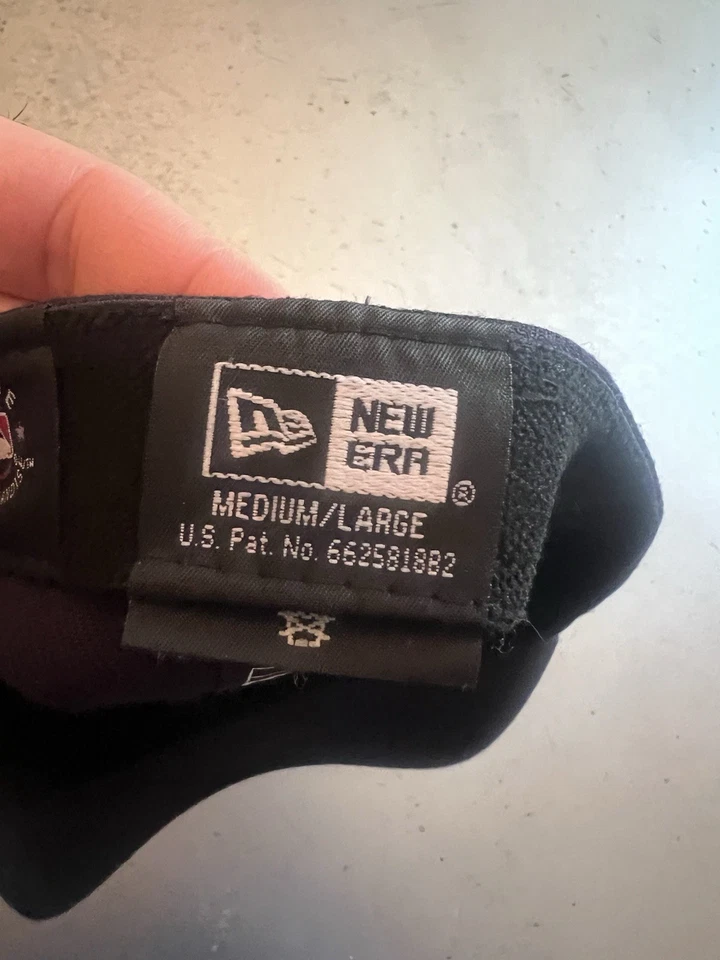 NEW
ERA
®
MEDIUM/LARGE
U.S. Pat. No. 6625818B2